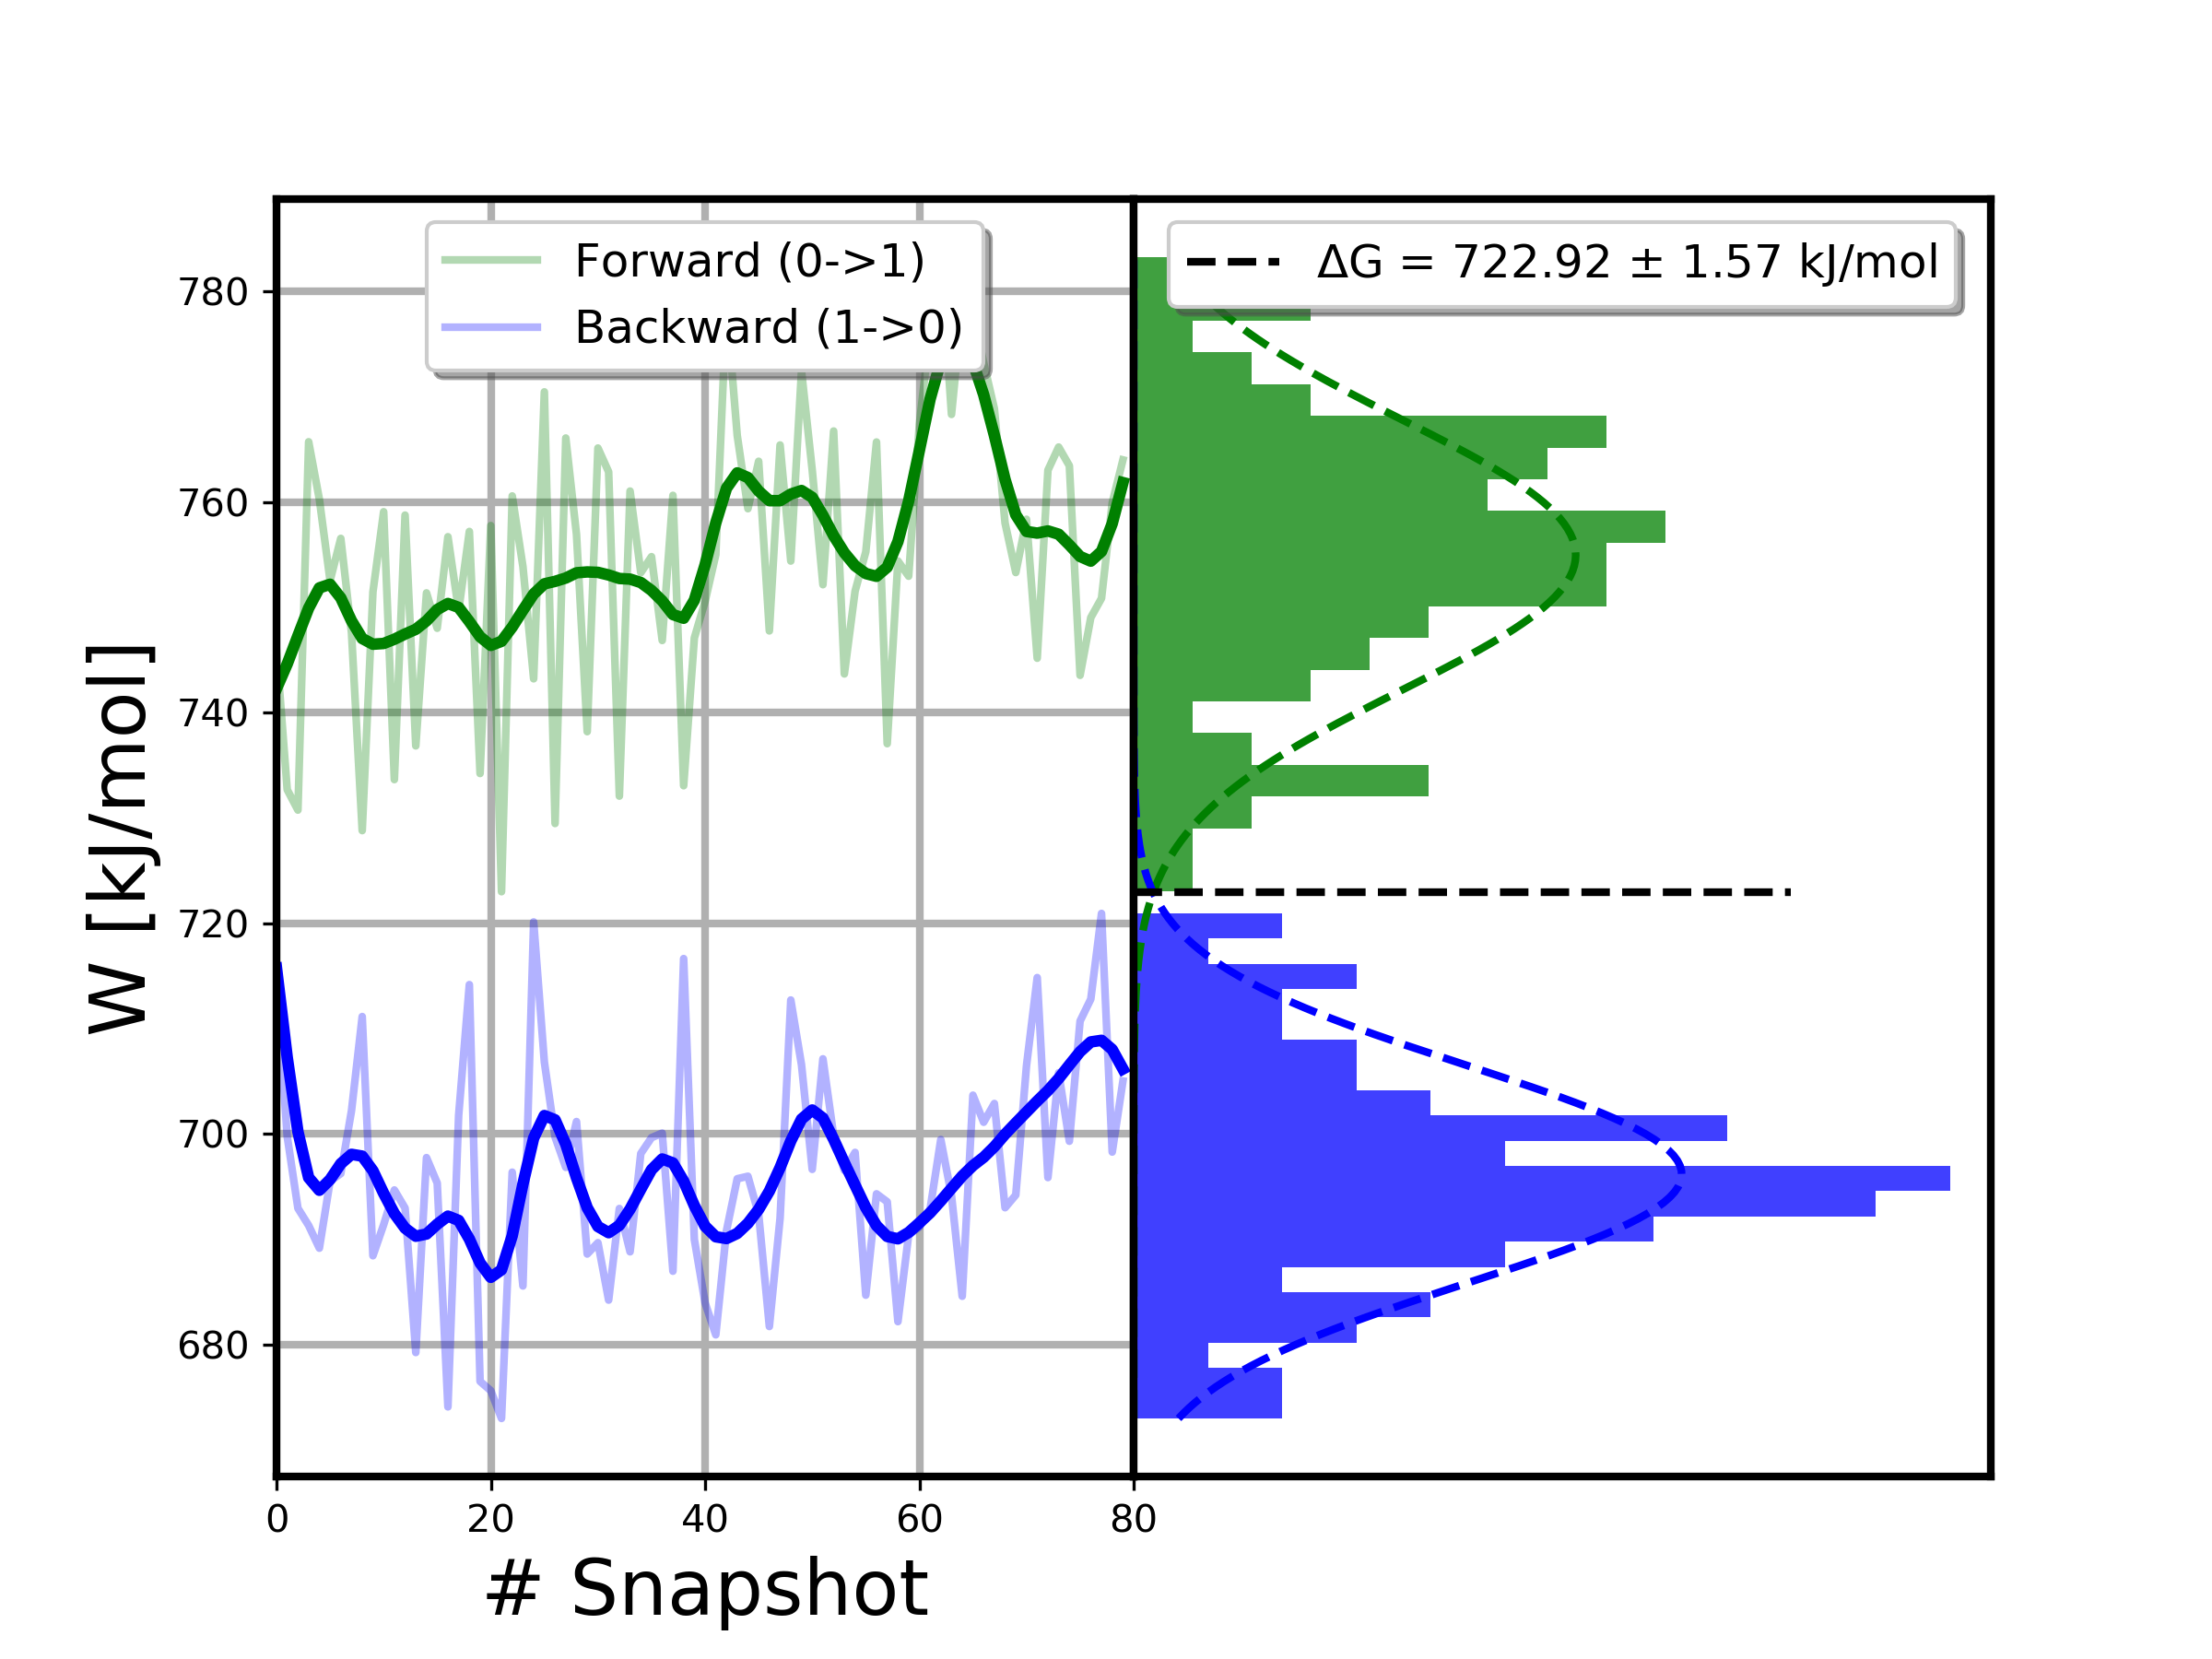 Forward (0->1)
Backward (1->0)
ΔG = 722.92 ± 1.57 kJ/mol
W [kJ/mol]
780
760
740
720
700
680
0 20 40 60 80
# Snapshot